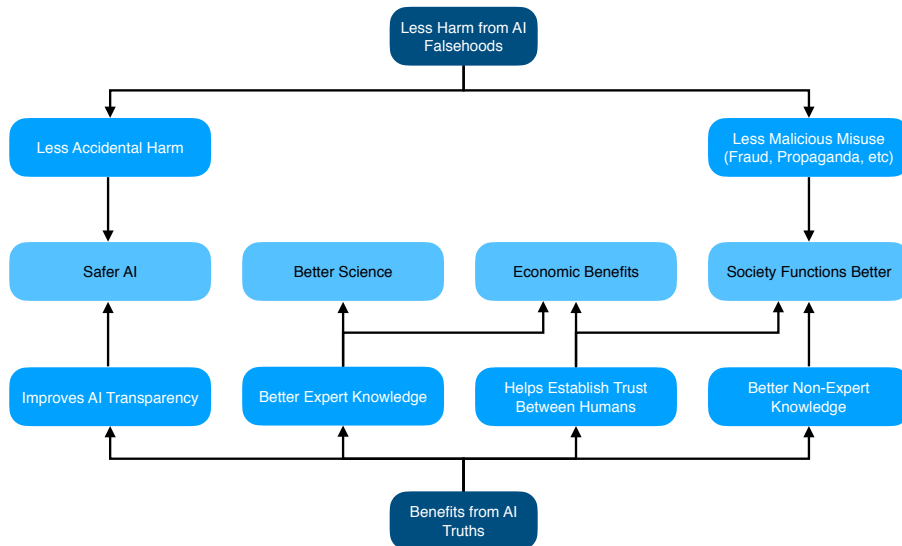 Less Harm from AI
Falsehoods
Less Accidental Harm
Less Malicious Misuse
(Fraud, Propaganda, etc)
Safer AI
Better Science
Economic Benefits
Society Functions Better
Improves AI Transparency
Better Expert Knowledge
Helps Establish Trust
Between Humans
Better Non-Expert
Knowledge
Benefits from AI
Truths